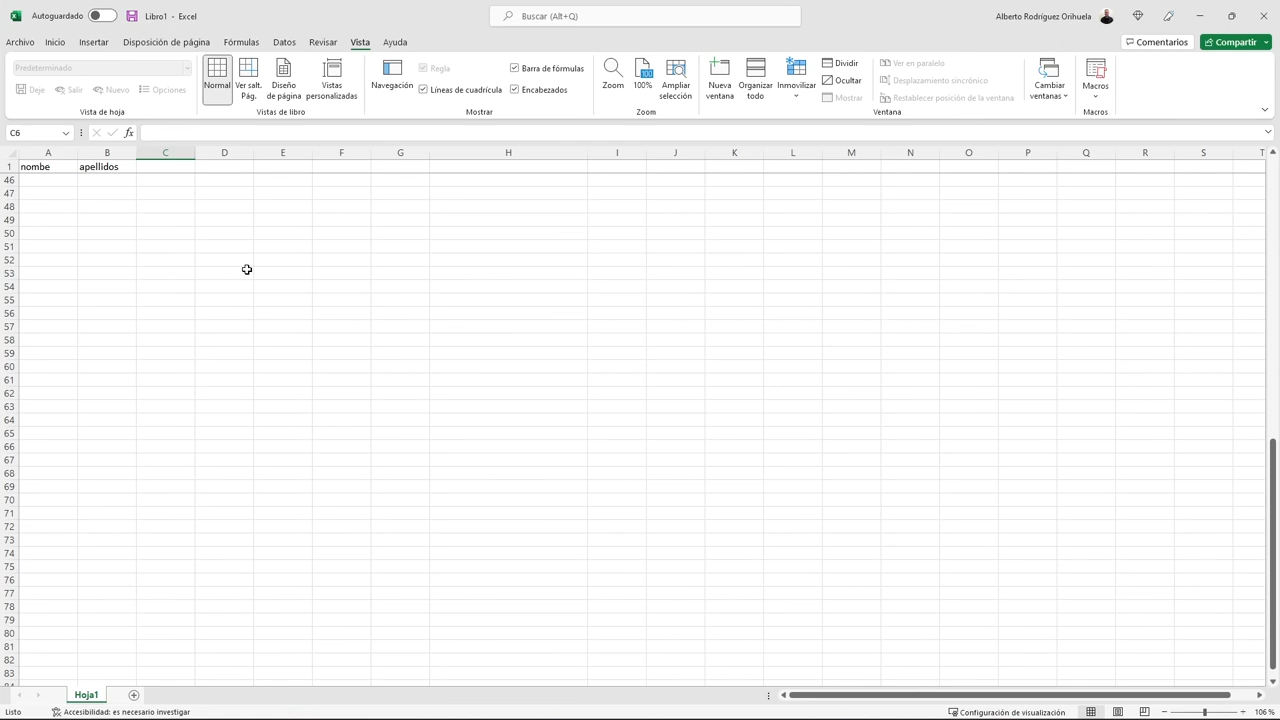 Autoguardado Libro1 - Excel Buscar (Alt+Q) Alberto Rodríguez Orihuela
Archivo Inicio Insertar Disposición de página Fórmulas Datos Revisar Vista Ayuda Comentarios Compartir
Predeterminado
Deje Salir Nuevo Opciones
Vista de hoja
Normal
Ver salt. Pág.
Diseño de página
Vistas personalizadas
Vistas de libro
Navegación
Regla Barra de fórmulas
Líneas de cuadrícula Encabezados
Mostrar
Zoom
100
100%
Ampliar selección
Zoom
Nueva ventana
Organizar todo
Inmovilizar
Dividir
Ocultar
Mostrar
Ver en paralelo
Desplazamiento sincrónico
Restablecer posición de la ventana
Ventana
Cambiar ventanas
Macros
Macros
C6 fx
A B C D E F G H I J K L M N O P Q R S T
1 nombe apellidos
46
47
48
49
50
51
52
53
54
55
56
57
58
59
60
61
62
63
64
65
66
67
68
69
70
71
72
73
74
75
76
77
78
79
80
81
82
83
Hoja1
Listo Accesibilidad: es necesario investigar Configuración de visualización 106 %